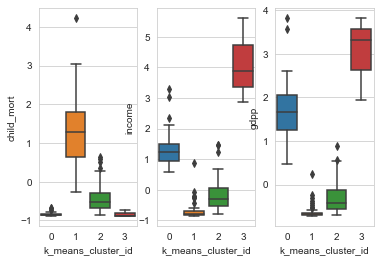 child_mort
4
3
2
1
0
−1
0 1 2 3
k_means_cluster_id
income
5
4
3
2
1
0
−1
0 1 2 3
k_means_cluster_id
gdpp
4
3
2
1
0
0 1 2 3
k_means_cluster_id